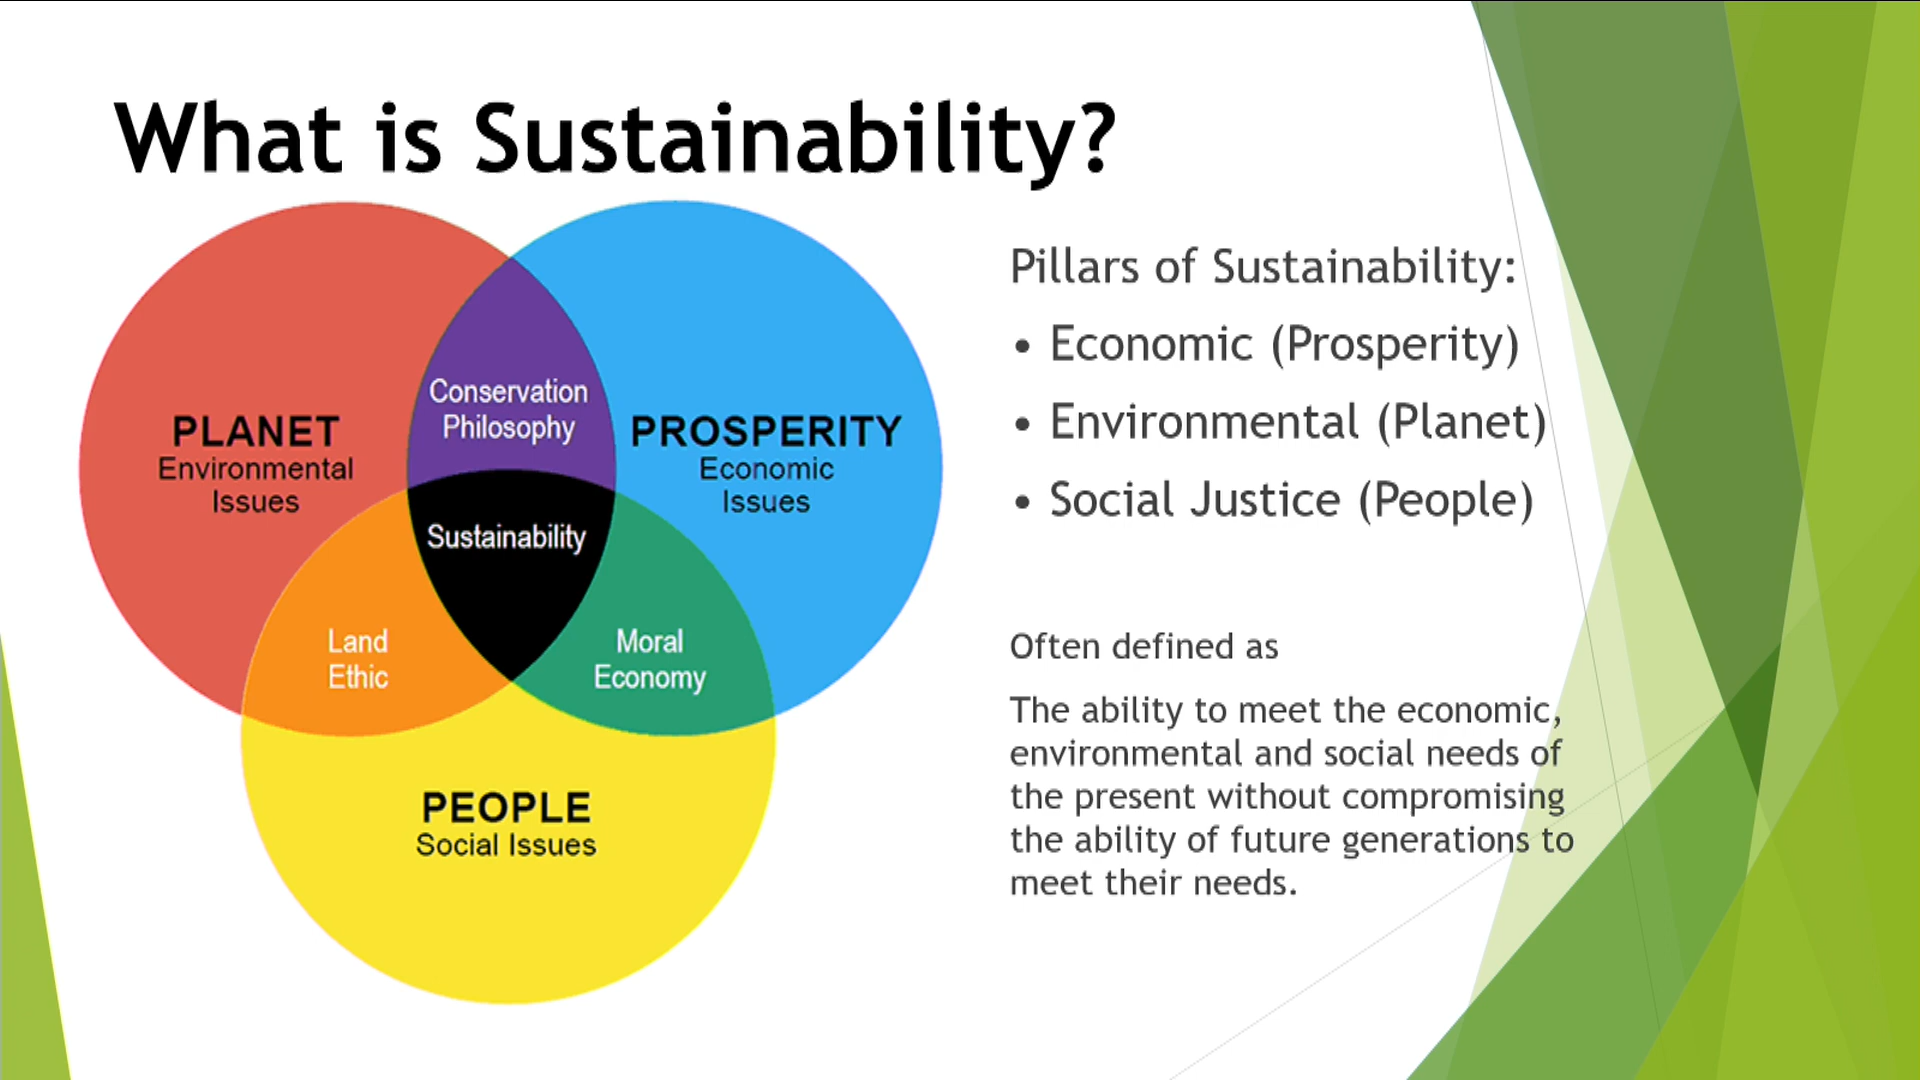 What is Sustainability?
Conservation
Philosophy
PLANET
Environmental
Issues
PROSPERITY
Economic
Issues
Sustainability
Land
Ethic
Moral
Economy
PEOPLE
Social Issues
Pillars of Sustainability:
• Economic (Prosperity)
• Environmental (Planet)
• Social Justice (People)
Often defined as
The ability to meet the economic,
environmental and social needs of
the present without compromising
the ability of future generations to
meet their needs.